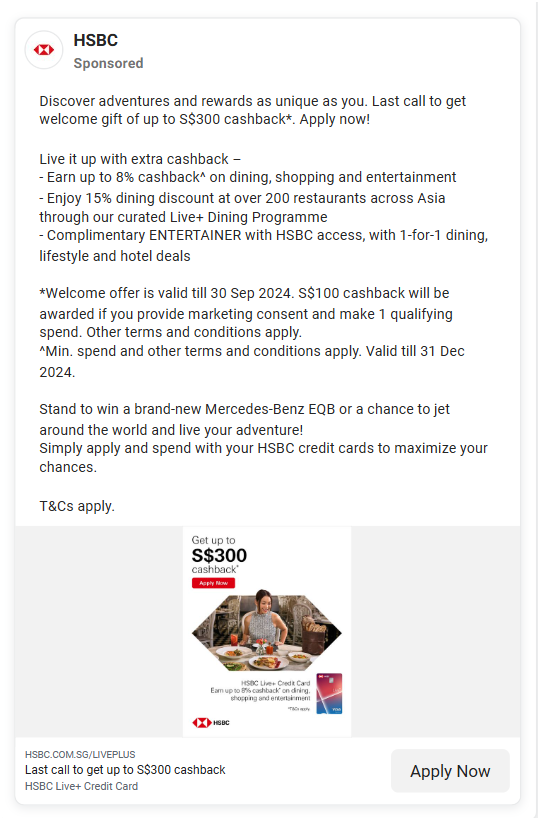 HSBC
Sponsored
Discover adventures and rewards as unique as you. Last call to get
welcome gift of up to S$300 cashback*. Apply now!
Live it up with extra cashback –
- Earn up to 8% cashback^ on dining, shopping and entertainment
- Enjoy 15% dining discount at over 200 restaurants across Asia
through our curated Live+ Dining Programme
- Complimentary ENTERTAINER with HSBC access, with 1-for-1 dining,
lifestyle and hotel deals
*Welcome offer is valid till 30 Sep 2024. S$100 cashback will be
awarded if you provide marketing consent and make 1 qualifying
spend. Other terms and conditions apply.
^Min. spend and other terms and conditions apply. Valid till 31 Dec
2024.
Stand to win a brand-new Mercedes-Benz EQB or a chance to jet
around the world and live your adventure!
Simply apply and spend with your HSBC credit cards to maximize your
chances.
T&Cs apply.
Get up to
S$300
cashback*
Apply Now
HSBC Live+ Credit Card
Earn up to 8% cashback^ on dining,
shopping and entertainment
*T&Cs apply
VISA
HSBC
HSBC.COM.SG/LIVEPLUS
Last call to get up to S$300 cashback
HSBC Live+ Credit Card
Apply Now